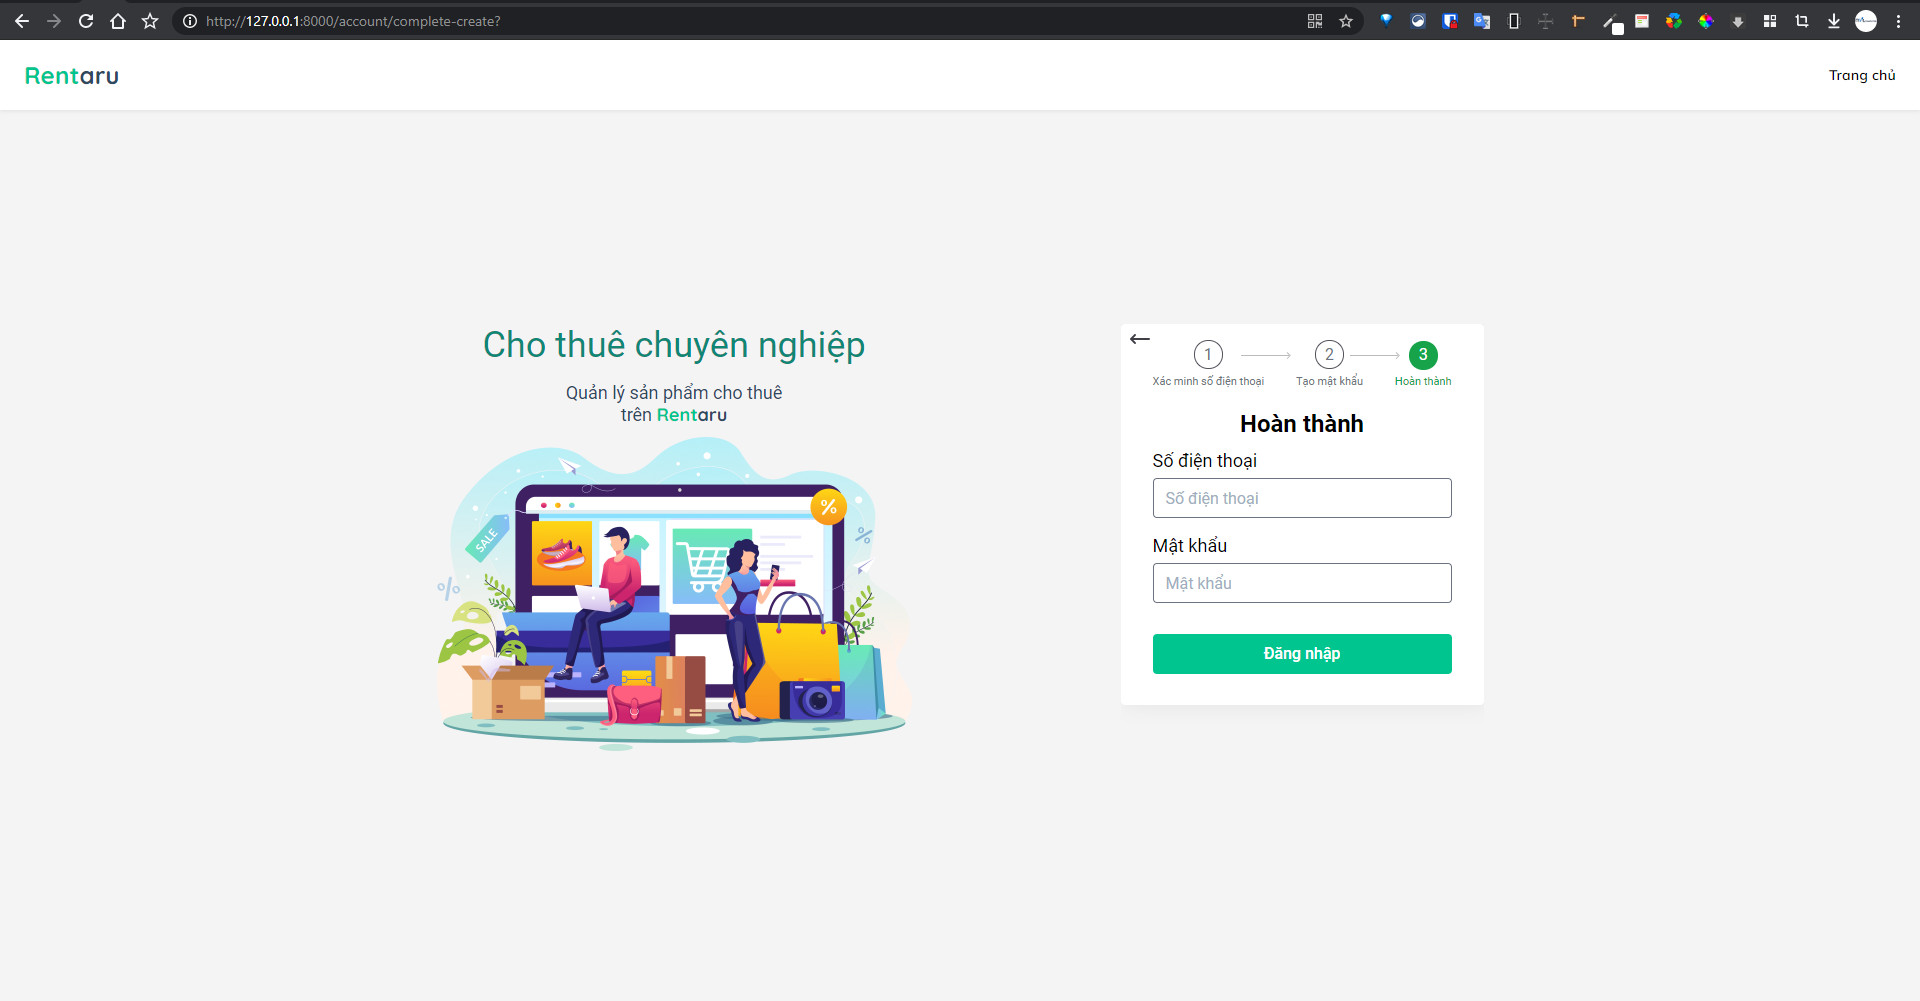 http://127.0.0.1:8000/account/complete-create?
Rentaru
Trang chủ
Cho thuê chuyên nghiệp
Quản lý sản phẩm cho thuê
trên Rentaru
SALE
%
%
%
1
2
3
Xác minh số điện thoại
Tạo mật khẩu
Hoàn thành
Hoàn thành
Số điện thoại
Số điện thoại
Mật khẩu
Mật khẩu
Đăng nhập